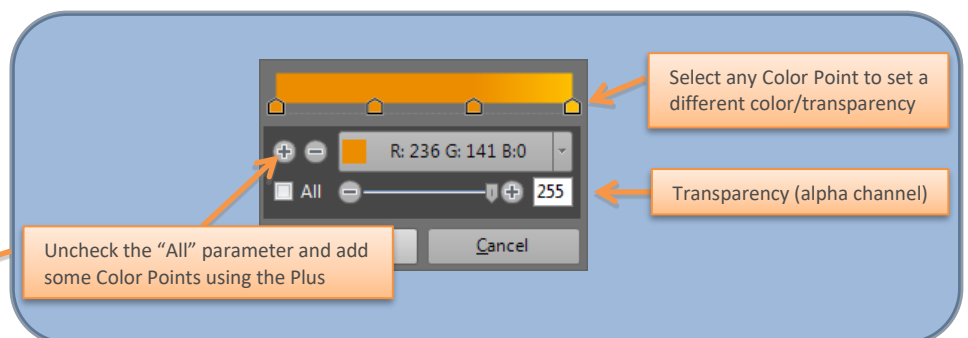 Select any Color Point to set a
different color/transparency
R: 236 G: 141 B:0
All
255
Transparency (alpha channel)
Uncheck the “All” parameter and add
some Color Points using the Plus
Cancel